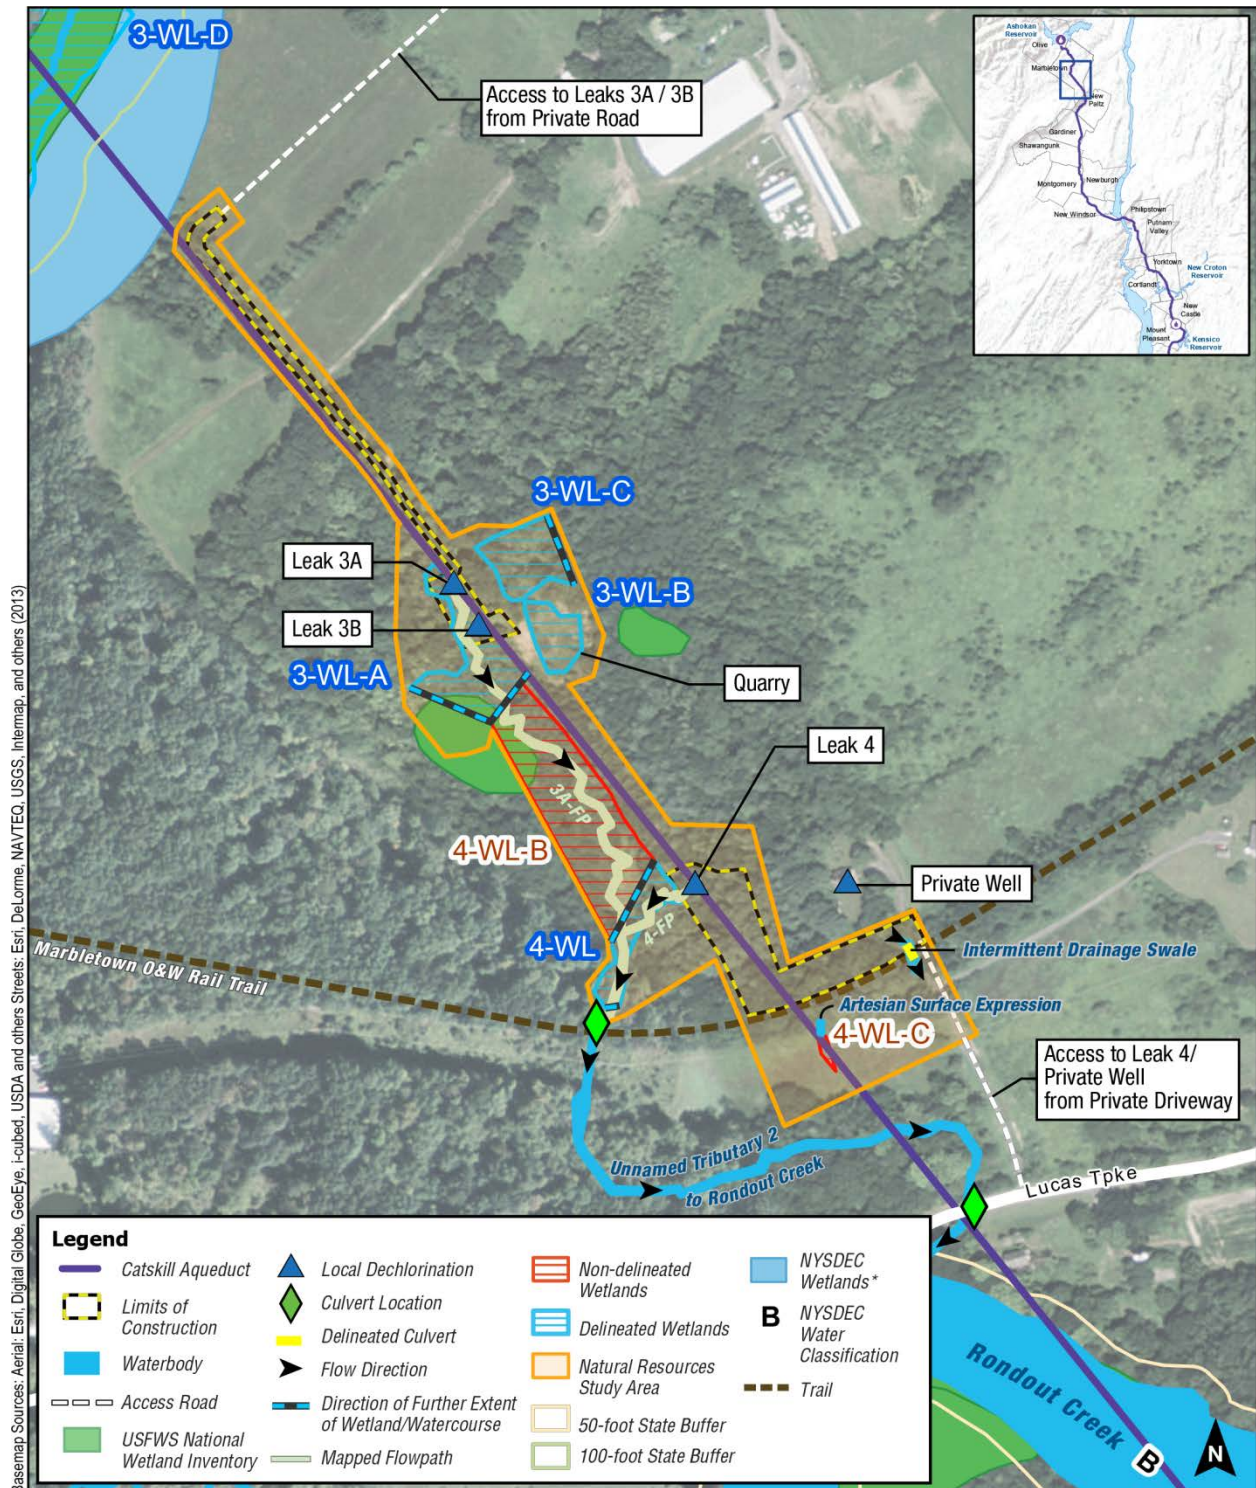 3-WL-D
Access to Leaks 3A / 3B
from Private Road
Ashokan
Reservoir
Olive
Marbletown
New
Paltz
Gardiner
Shawangunk
Montgomery
Newburgh
New Windsor
Philipstown
Putnam
Valley
Yorktown
New Croton
Reservoir
Cortlandt
New
Castle
Mount
Pleasant
Kensico
Reservoir
3-WL-C
Leak 3A
3-WL-B
Leak 3B
3-WL-A
Quarry
Leak 4
3A-FP
4-WL-B
Private Well
4-FP
4-WL
Marbletown O&W Rail Trail
Intermittent Drainage Swale
Artesian Surface Expression
4-WL-C
Access to Leak 4/
Private Well
from Private Driveway
Unnamed Tributary 2
to Rondout Creek
Lucas Tpke
Rondout Creek
B
N
Legend
Catskill Aqueduct
Limits of
Construction
Waterbody
Access Road
USFWS National
Wetland Inventory
Local Dechlorination
Culvert Location
Delineated Culvert
Flow Direction
Direction of Further Extent
of Wetland/Watercourse
Mapped Flowpath
Non-delineated
Wetlands
Delineated Wetlands
Natural Resources
Study Area
50-foot State Buffer
100-foot State Buffer
NYSDEC
Wetlands*
B
NYSDEC
Water
Classification
Trail
Basemap Sources: Aerial: Esri, Digital Globe, GeoEye, i-cubed, USDA and others Streets: Esri, DeLorme, NAVTEQ, USGS, Intermap, and others (2013)